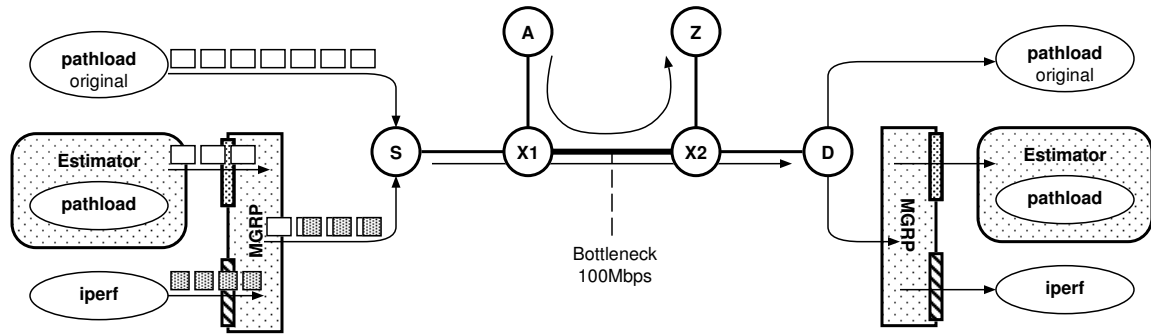 A
Z
pathload
original
pathload
original
Estimator
pathload
MGRP
S
X1
X2
D
MGRP
Estimator
pathload
Bottleneck
100Mbps
iperf
iperf